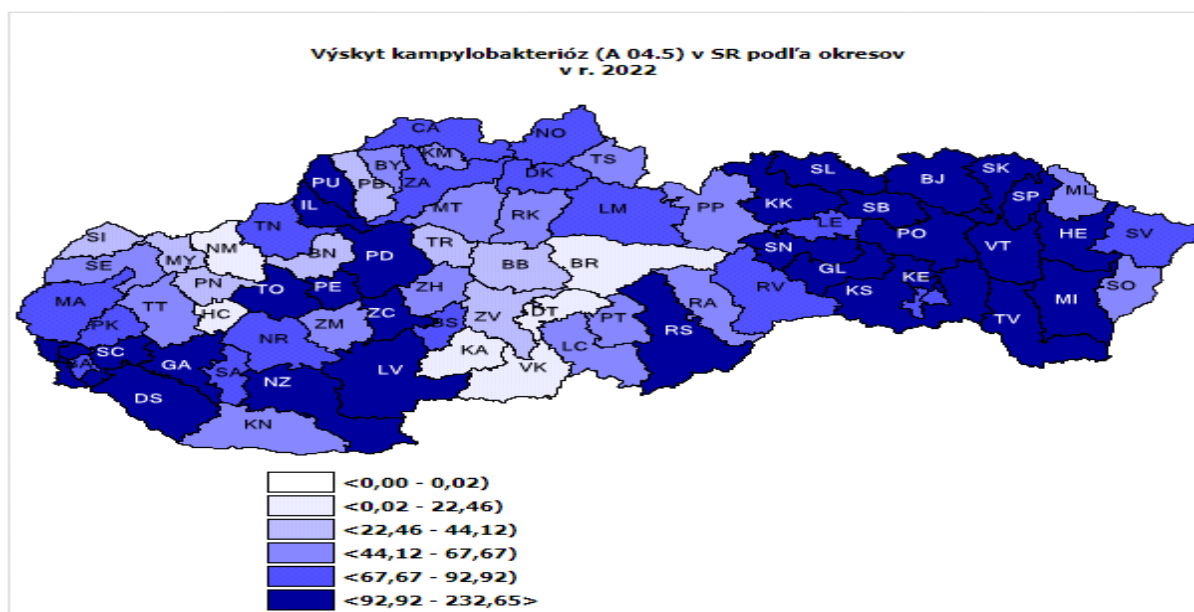 Výskyt kampylobakterióz (A 04.5) v SR podľa okresov
v r. 2022
CA
NO
KM
TS
BY
PB
ZA
DK
PU
IL
MT
RK
LM
PP
SL
BJ
SK
SP
ML
KK
SB
LE
PO
HE
SV
VT
SN
GL
KE
KS
MI
SO
TV
SI
NM
TN
SE
MY
BN
PD
TR
BB
BR
PN
TO
PE
ZH
MA
TT
HC
ZC
ZV
DT
PT
RA
RV
PK
NR
ZM
BS
RS
LC
SC
GA
SA
KA
VK
BA
NZ
LV
DS
KN
<0,00 - 0,02)
<0,02 - 22,46)
<22,46 - 44,12)
<44,12 - 67,67)
<67,67 - 92,92)
<92,92 - 232,65>